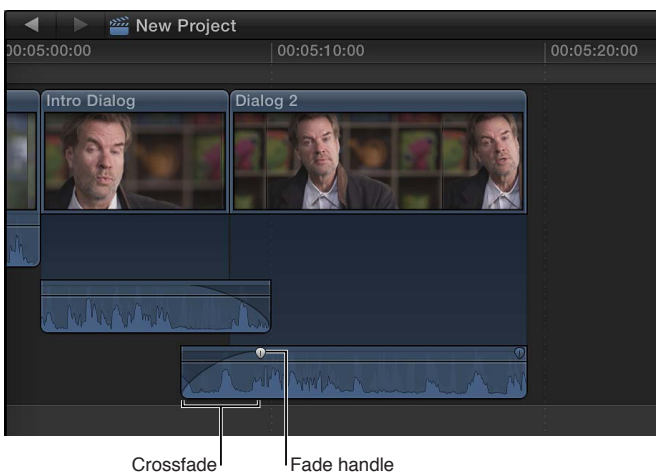 New Project
00:05:00:00
00:05:10:00
00:05:20:00
Intro Dialog
Dialog 2
Crossfade
Fade handle